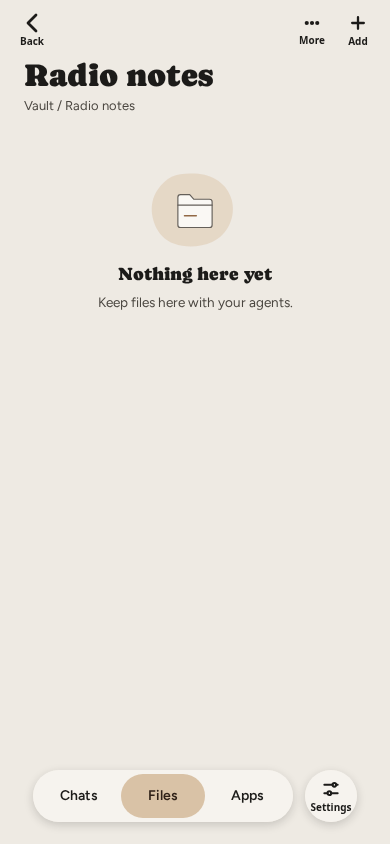 Back
More
Add
Radio notes
Vault / Radio notes
Nothing here yet
Keep files here with your agents.
Chats
Files
Apps
Settings